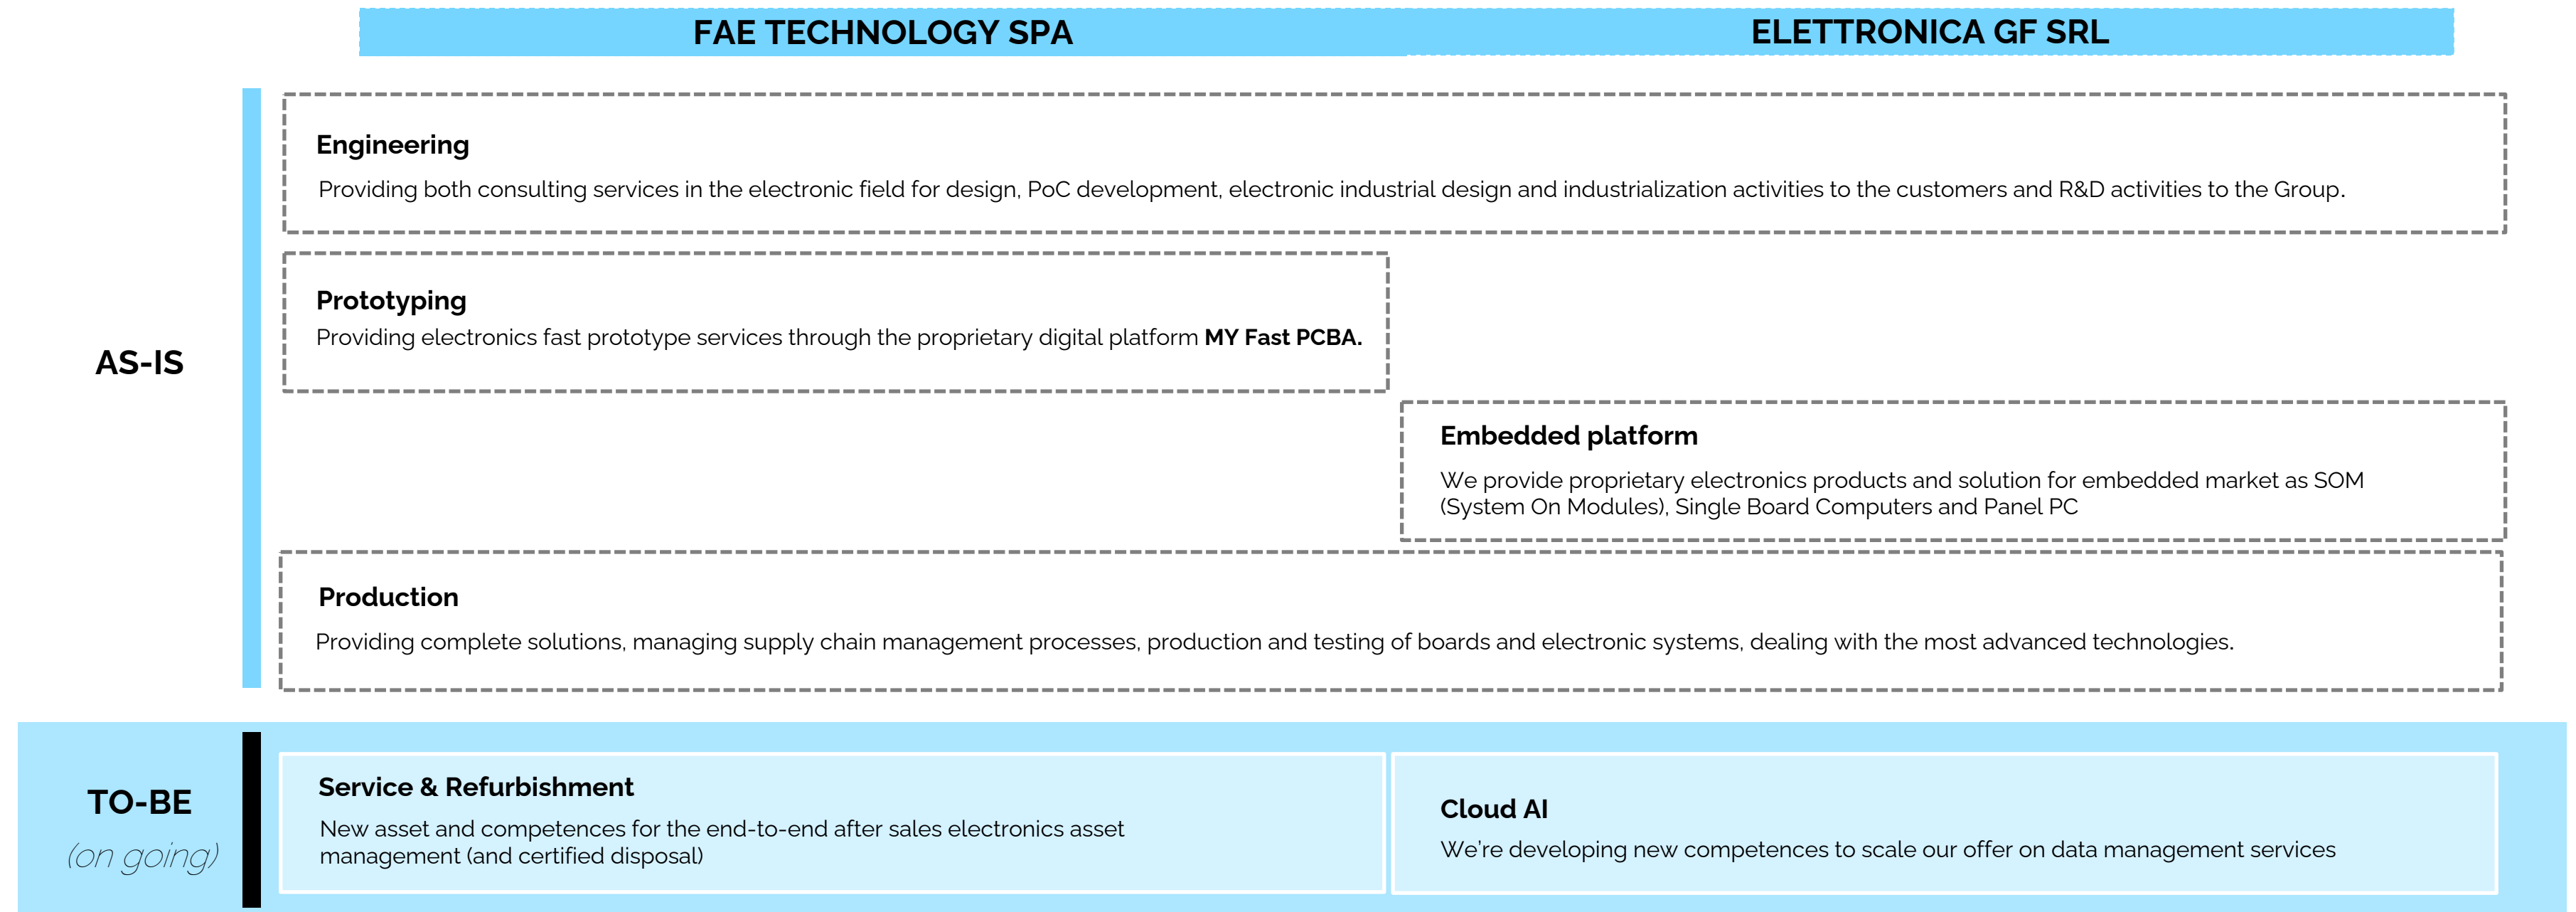 FAE TECHNOLOGY SPA
ELETTRONICA GF SRL
AS-IS
Engineering
Providing both consulting services in the electronic field for design, PoC development, electronic industrial design and industrialization activities to the customers and R&D activities to the Group.
Prototyping
Providing electronics fast prototype services through the proprietary digital platform MY Fast PCBA.
Embedded platform
We provide proprietary electronics products and solution for embedded market as SOM
(System On Modules), Single Board Computers and Panel PC
Production
Providing complete solutions, managing supply chain management processes, production and testing of boards and electronic systems, dealing with the most advanced technologies.
TO-BE
(on going)
Service & Refurbishment
New asset and competences for the end-to-end after sales electronics asset
management (and certified disposal)
Cloud AI
We're developing new competences to scale our offer on data management services